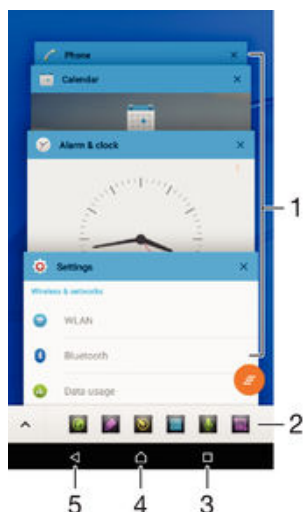 Phone
Calendar
Alarm & clock
1
Settings
Wireless & networks
WLAN
Bluetooth
Data usage
2
5 4 3